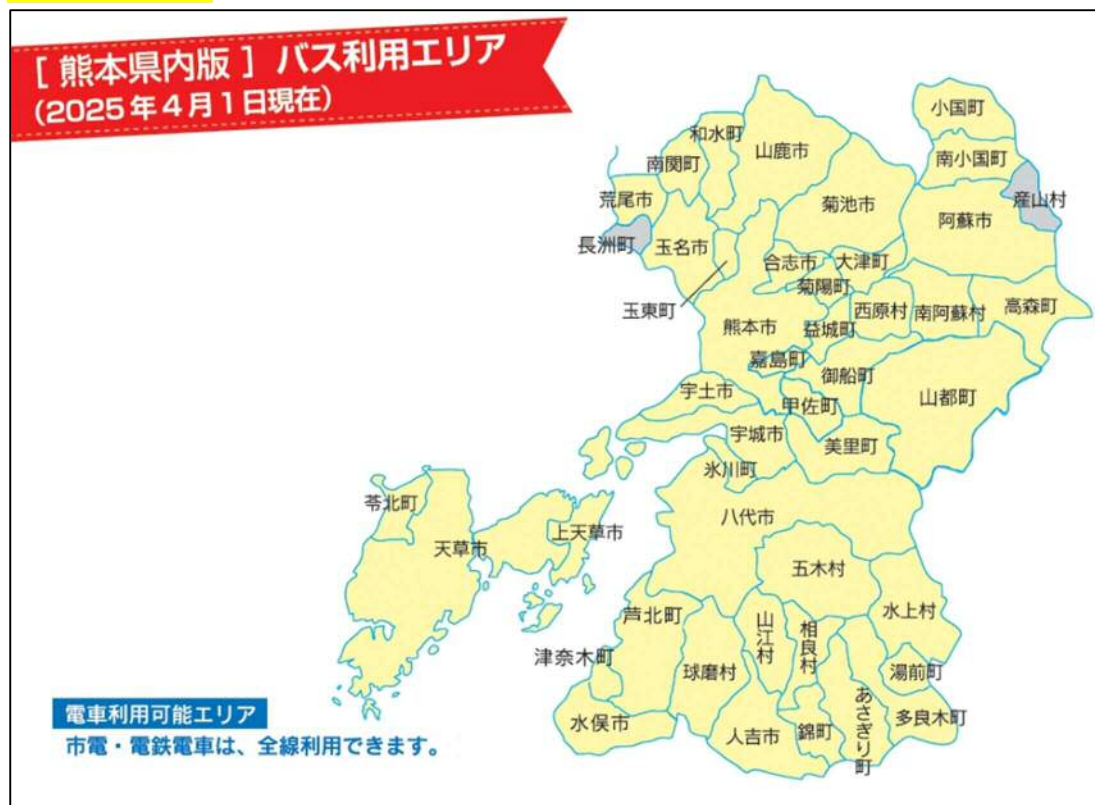 [ 熊本県内版 ] バス利用エリア
(2025年4月1日現在)
小国町
和水町
山鹿市
南小国町
南関町
産山村
荒尾市
菊池市
阿蘇市
長洲町
玉名市
合志市
大津町
菊陽町
玉東町
西原村
南阿蘇村
高森町
熊本市
益城町
嘉島町
御船町
宇土市
甲佐町
山都町
宇城市
美里町
氷川町
苓北町
八代市
上天草市
天草市
五木村
水上村
芦北町
山江村
相良村
津奈木町
球磨村
湯前町
あさぎり町
多良木町
水俣市
人吉市
錦町
電車利用可能エリア
市電・電鉄電車は、全線利用できます。